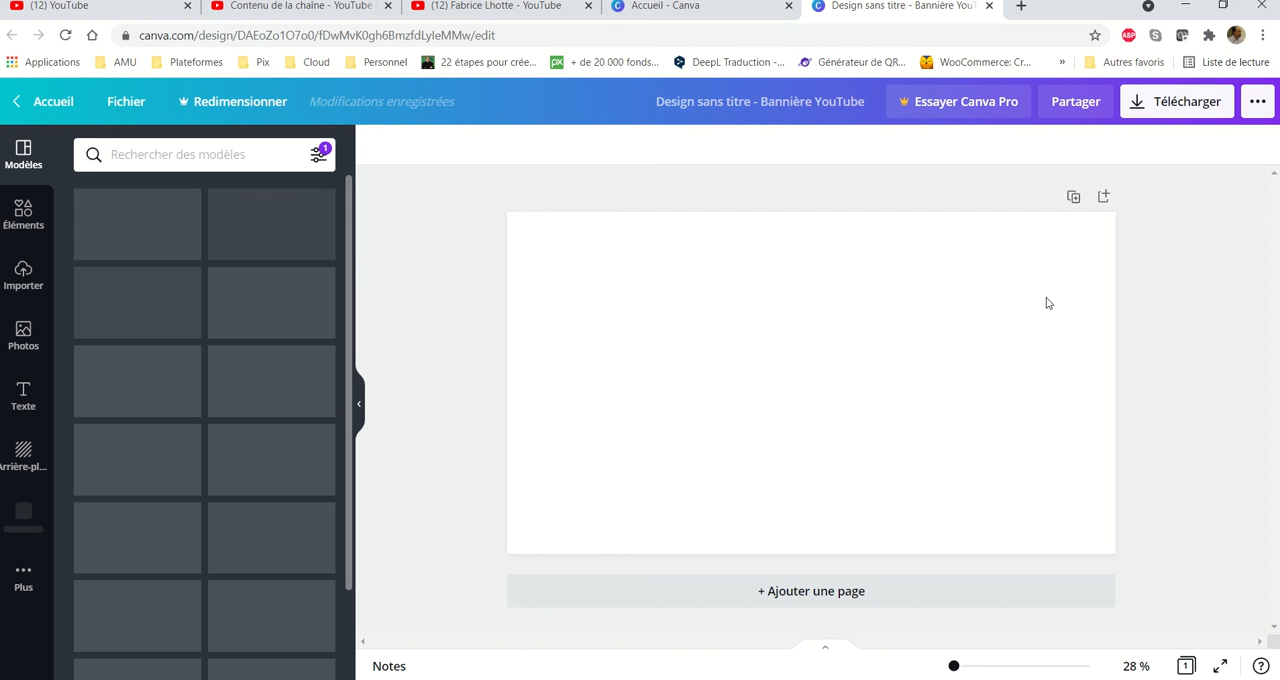 (12) YouTube
Contenu de la chaîne - YouTube
(12) Fabrice Lhotte - YouTube
Accueil - Canva
Design sans titre - Bannière YouT
canva.com/design/DAEoZo1O7o0/fDwMvK0gh6BmzfdLyleMMw/edit
ABP
Applications
AMU
Plateformes
Pix
Cloud
Personnel
22 étapes pour crée...
px
+ de 20 000 fonds...
DeepL Traduction -...
Générateur de QR...
WooCommerce: Cr...
»
Autres favoris
Liste de lecture
Accueil
Fichier
Redimensionner
Modifications enregistrées
Design sans titre - Bannière YouTube
Essayer Canva Pro
Partager
Télécharger
Modèles
Rechercher des modèles
1
Éléments
Importer
Photos
Texte
Arrière-pl...
Plus
+ Ajouter une page
Notes
28 %
1
?